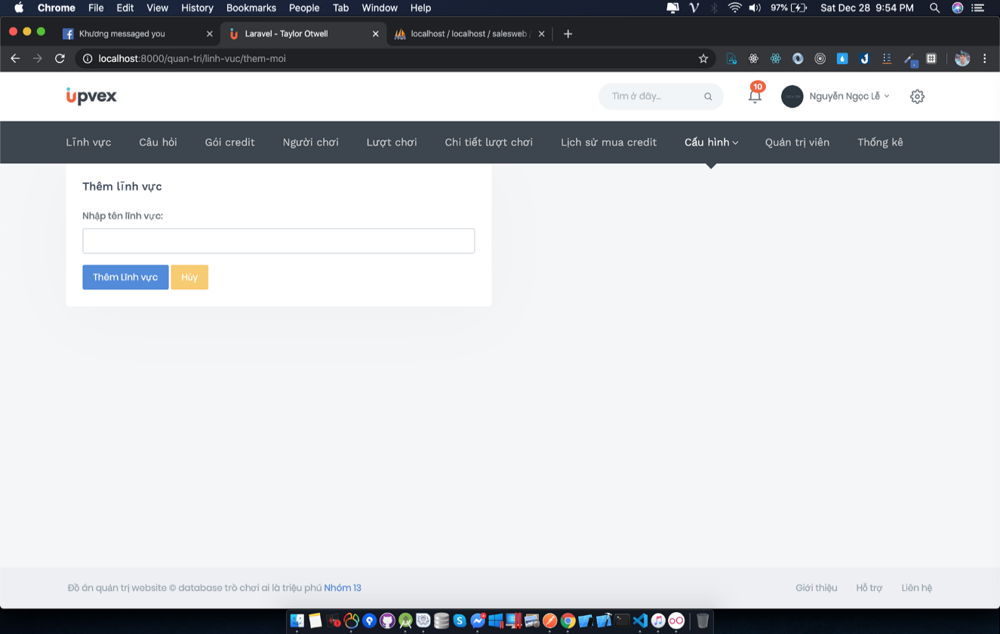 Chrome File Edit View History Bookmarks People Tab Window Help 97% Sat Dec 28 9:54 PM
Khương messaged you Laravel - Taylor Otwell localhost / localhost / salesweb /
localhost:8000/quan-tri/linh-vuc/them-moi
upvex Tìm ở đây... 10 Nguyễn Ngọc Lễ
Lĩnh vực Câu hỏi Gói credit Người chơi Lượt chơi Chi tiết lượt chơi Lịch sử mua credit Cấu hình Quản trị viên Thống kê
Thêm lĩnh vực
Nhập tên lĩnh vực:
Thêm Lĩnh vực Hủy
Đồ án quản trị website © database trò chơi ai là triệu phú Nhóm 13 Giới thiệu Hỗ trợ Liên hệ